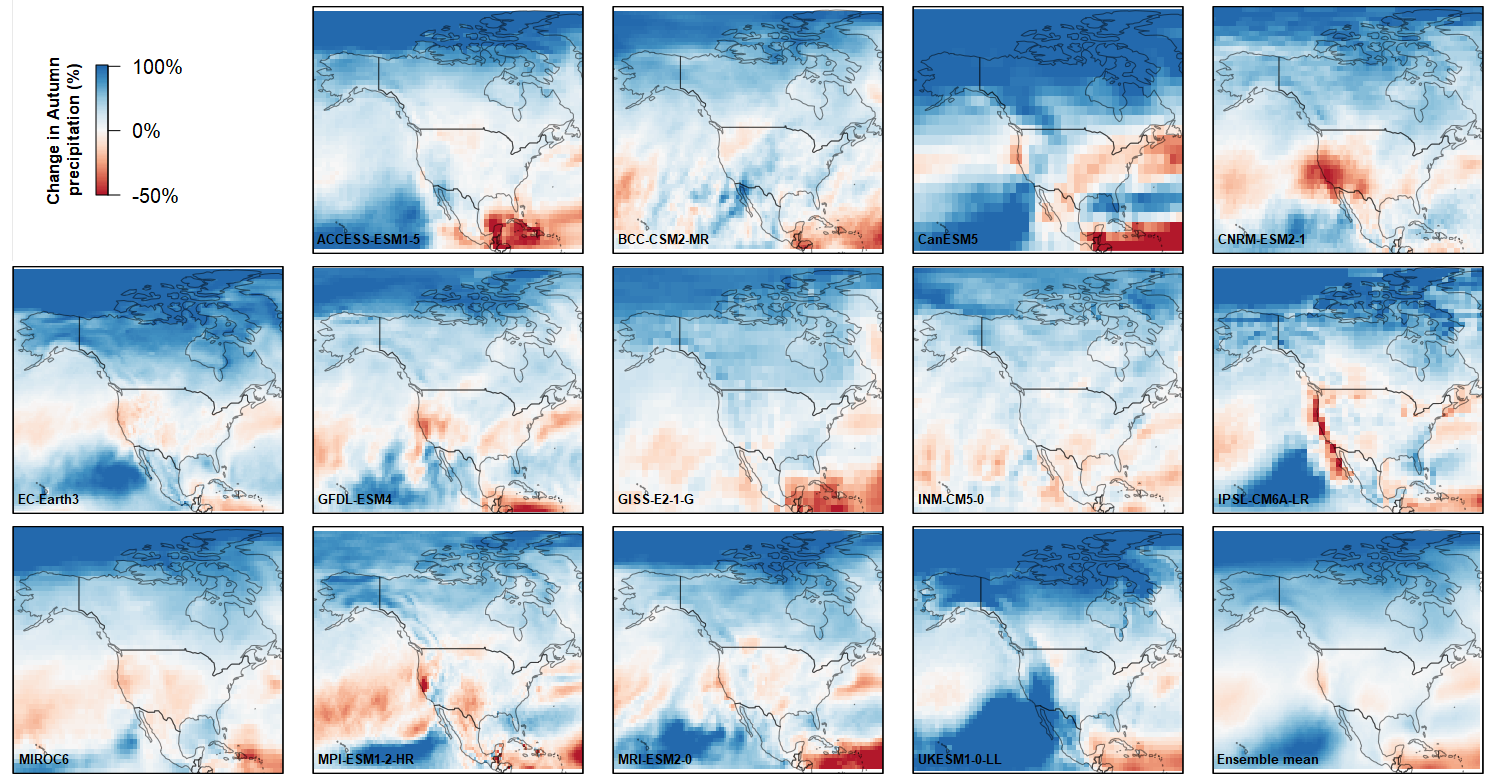 Change in Autumn
precipitation (%)
100%
0%
-50%
ACCESS-ESM1-5
BCC-CSM2-MR
CanESM5
CNRM-ESM2-1
EC-Earth3
GFDL-ESM4
GISS-E2-1-G
INM-CM5-0
IPSL-CM6A-LR
MIROC6
MPI-ESM1-2-HR
MRI-ESM2-0
UKESM1-0-LL
Ensemble mean